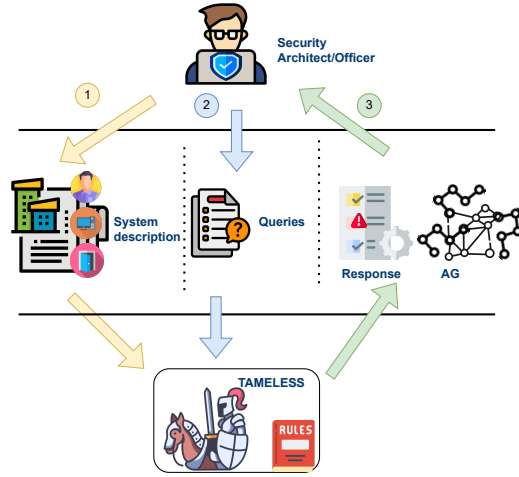 Security
Architect/Officer
1
2
3
System
description
Queries
?
Response
AG
TAMELESS
RULES